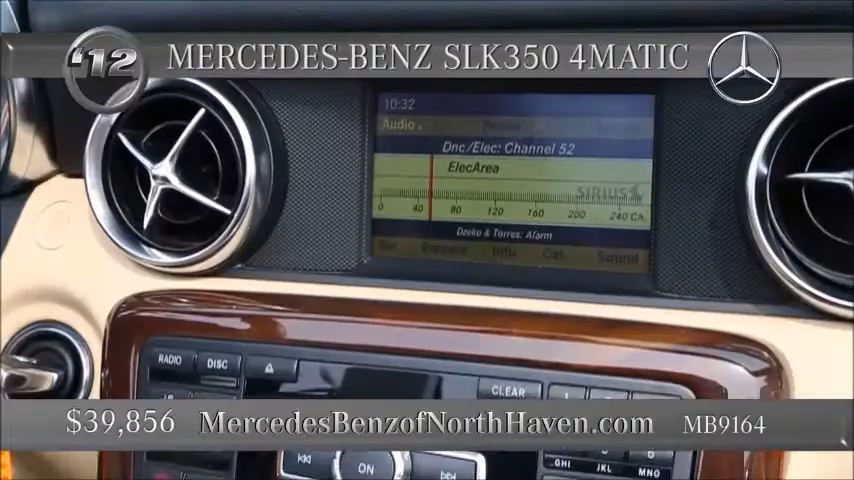 '12 MERCEDES-BENZ SLK350 4MATIC
10:32
Audio
Dnc/Elec: Channel 52
ElecArea
SIRIUS
0 40 80 120 160 200 240 Ch.
Dzeko & Torres: Alarm
Presets Info Cat. Sound
RADIO DISC
CLEAR
1
$39,856 MercedesBenzofNorthHaven.com MB9164
ON
GHI JKL MNO